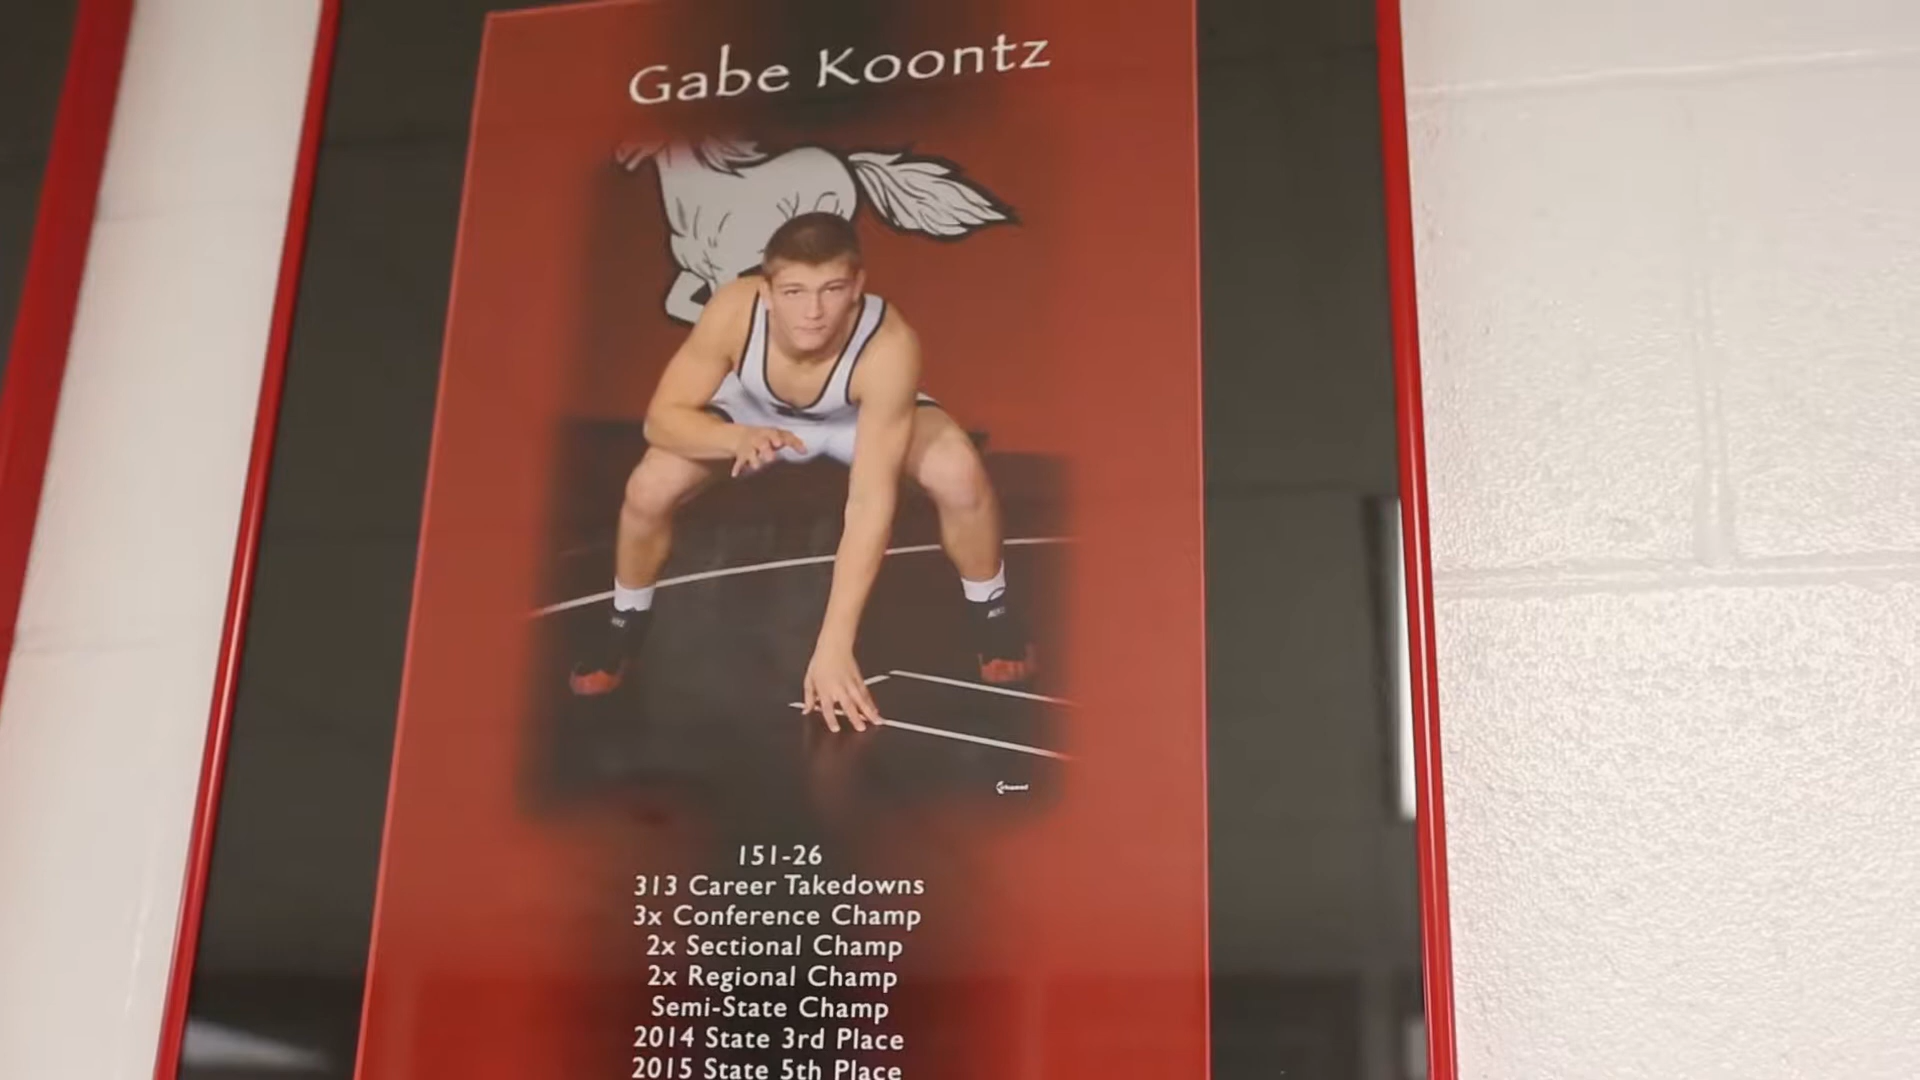 Gabe Koontz
151-26
313 Career Takedowns
3x Conference Champ
2x Sectional Champ
2x Regional Champ
Semi-State Champ
2014 State 3rd Place
2015 State 5th Place